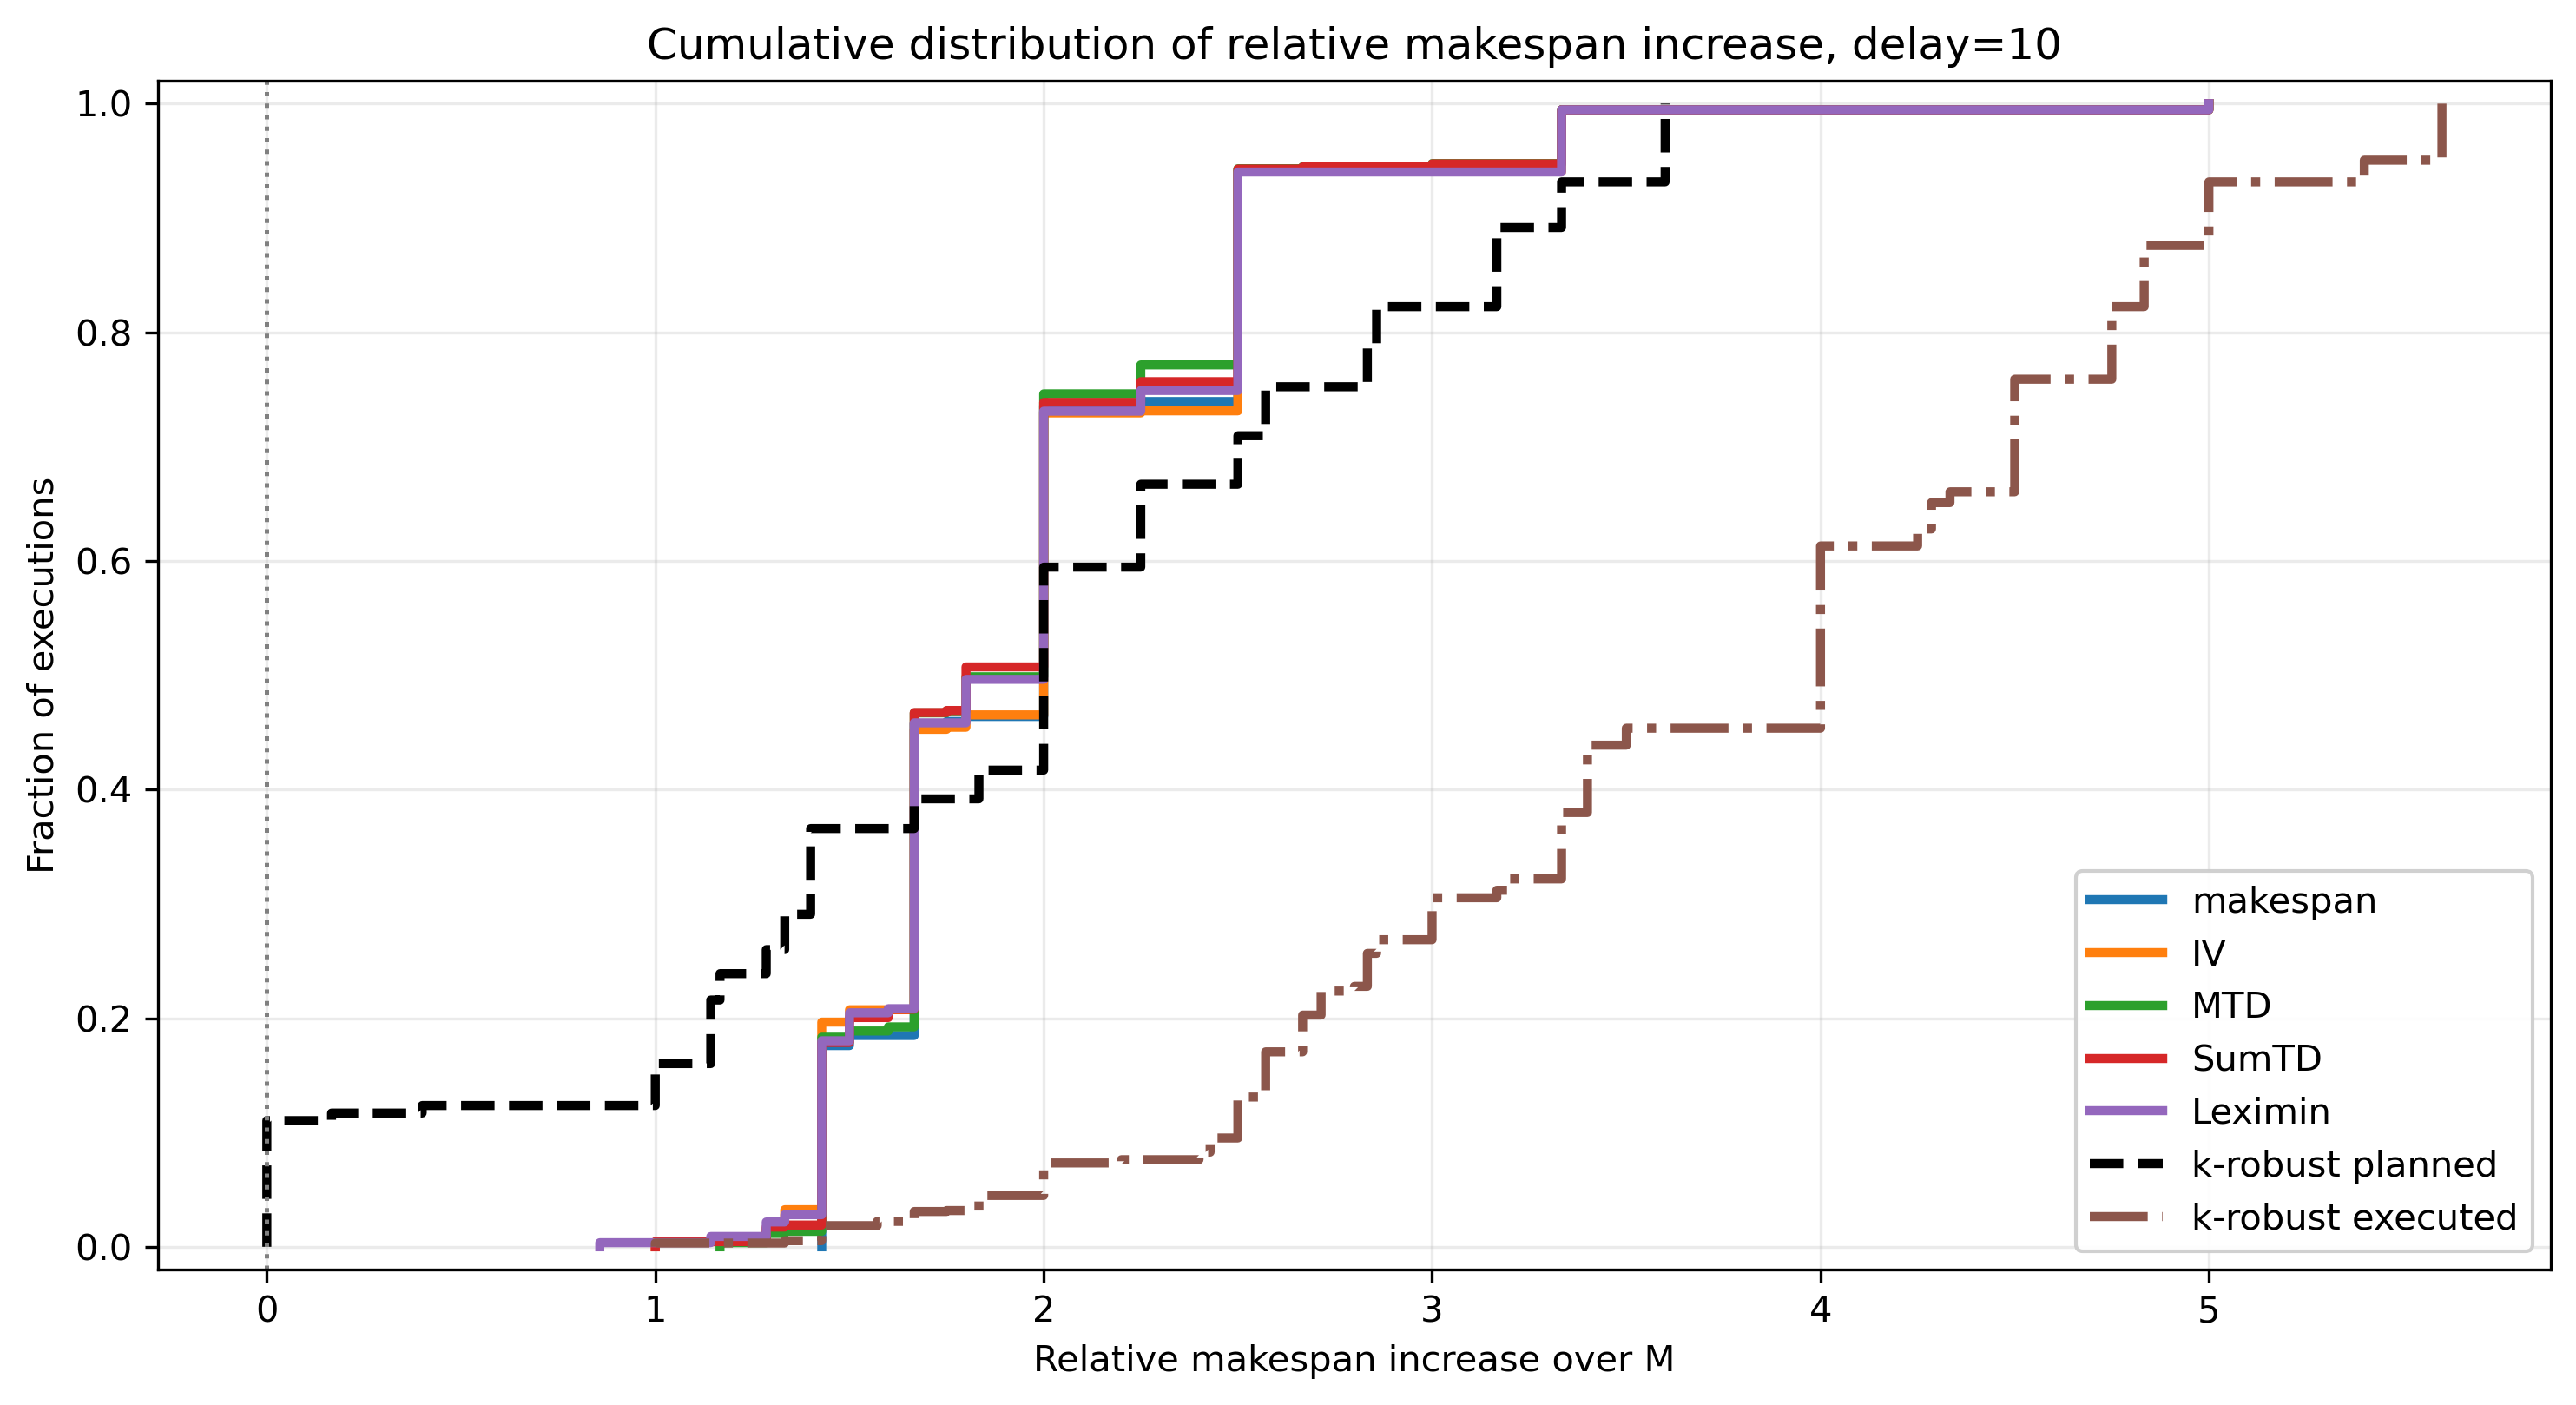 Cumulative distribution of relative makespan increase, delay=10
Fraction of executions
1.0
0.8
0.6
0.4
0.2
0.0
0 1 2 3 4 5
Relative makespan increase over M
makespan
IV
MTD
SumTD
Leximin
k-robust planned
k-robust executed